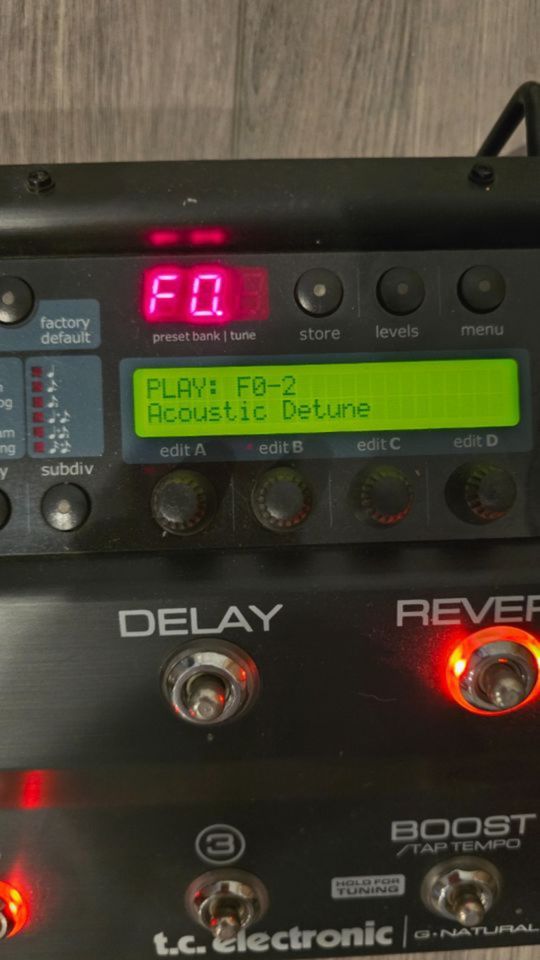 F0.
preset bank | tune
store
levels
menu
factory
default
PLAY: F0-2
Acoustic Detune
edit A
edit B
edit C
edit D
subdiv
DELAY
3
BOOST
/TAP TEMPO
HOLD FOR
TUNING
t.c. electronic
G·NATURAL